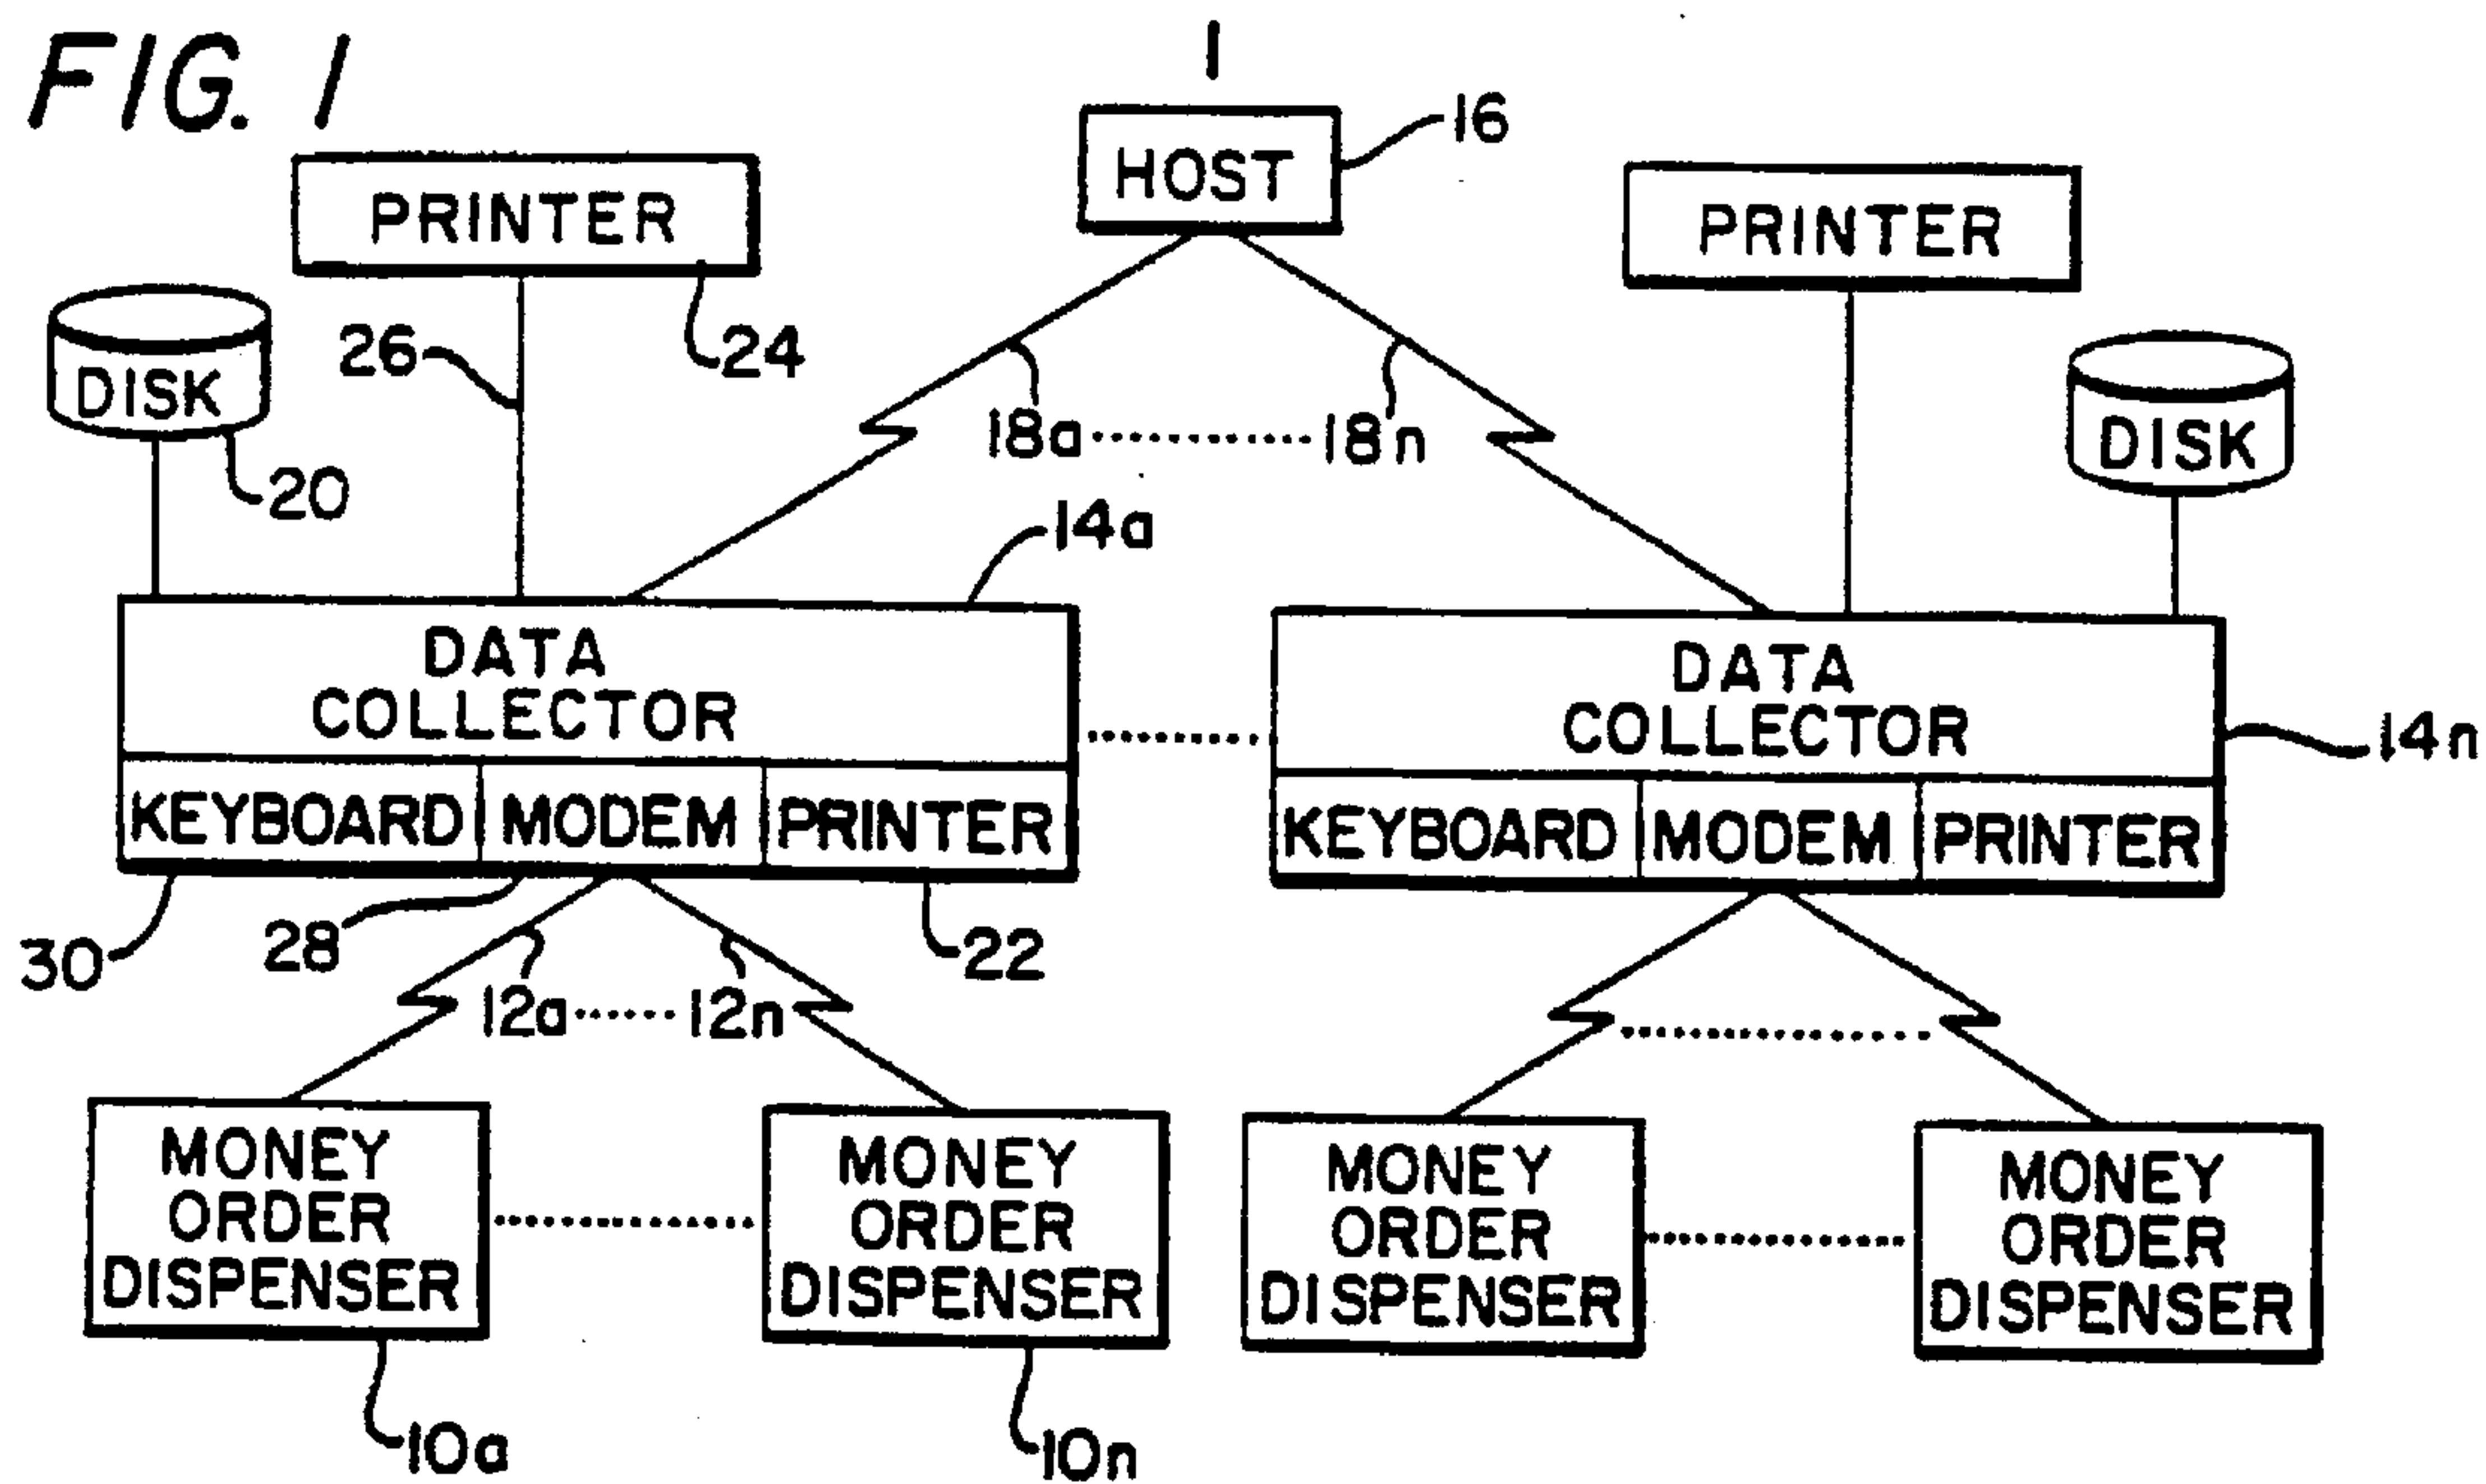 FIG. 1
1
HOST
16
PRINTER
24
26
PRINTER
DISK
20
DISK
18a ............ 18n
14a
DATA
COLLECTOR
KEYBOARD MODEM PRINTER
..........
DATA
COLLECTOR
KEYBOARD MODEM PRINTER
14n
30
28
22
12a ...... 12n
...............
MONEY
ORDER
DISPENSER
..............
MONEY
ORDER
DISPENSER
MONEY
ORDER
DISPENSER
..............
MONEY
ORDER
DISPENSER
10a
10n